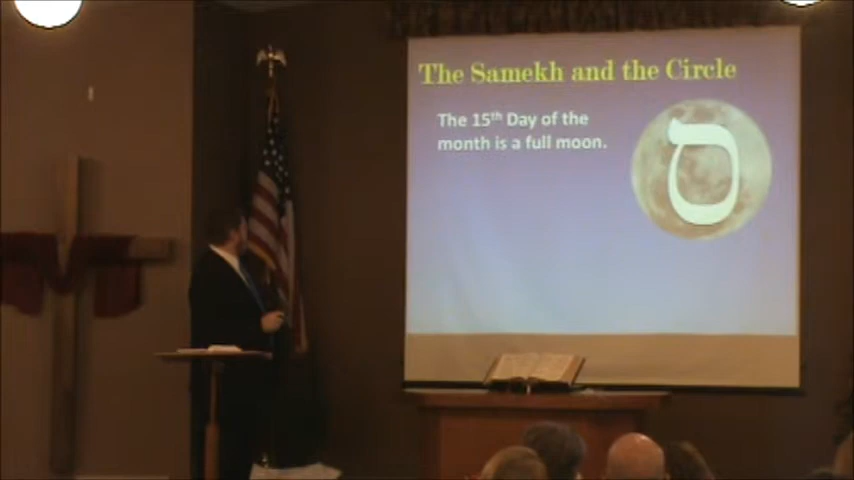 The Samekh and the Circle
The 15th Day of the
month is a full moon.
ס